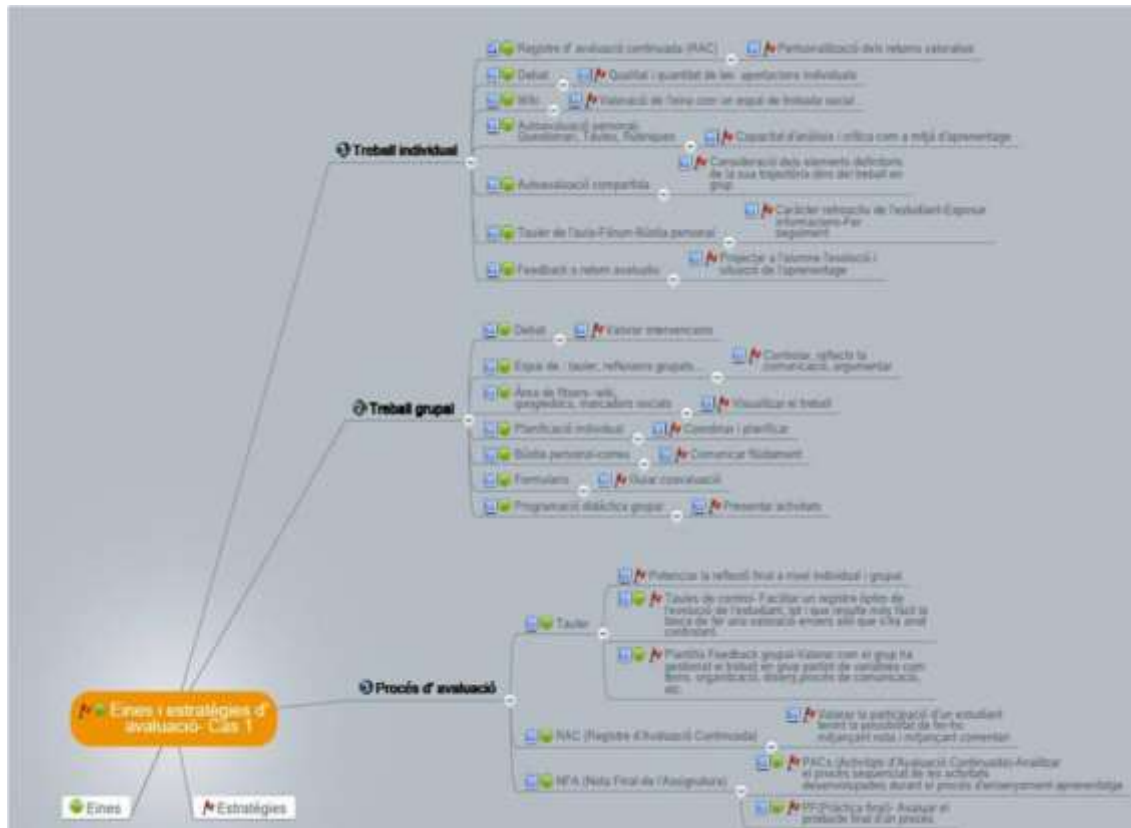 Registre d' avaluació continuada (RAC)
Personalització dels retorns valoratius
Debat
Qualitat i quantitat de les aportacions individuals
Wiki
Valoració de l'eina com un espai de trobada social
Autoavaluació personal-
Qüestionari, Taules, Rúbriques
Capacitat d'anàlisis i crítica com a mitjà d'aprenentage
Treball individual
Autoavaluació compartida
Consideració dels elements definitoris
de la sua trajectòria dins del treball en
grup
Tauler de l'aula-Fòrum-Bústia personal
Caràcter retroactiu de l'estudiant-Exposar
informacions-Fer
seguiment
Feedback o retorn avaluatiu
Projectar a l'alumne l'evolució i
situació de l'aprenentage
Debat
Valorar intervencions
Espai de : tauler, reflexions grupals...
Controlar, reflectir la
comunicació, argumentar
Àrea de fitxers- wiki,
googledocs, marcadors socials
Visualitzar el treball
Treball grupal
Planificació individual
Coordinar i planificar
Bústia personal-correu
Comunicar fluidament
Formularis
Guiar coavaluació
Programació didàctica grupal
Presentar activitats
Potenciar la reflexió final a nivell individual i grupal
Tauler
Taules de control- Facilitar un registre òptim de
l'evolució de l'estudiant, tot i que resulte més fàcil la
tasca de fer una valoració envers allò que s'ha anat
controlant.
Plantilla Feedback grupal-Valorar com el grup ha
gestionat el treball en grup partint de variables com
tems, organització, disseny,procés de comunicació,
etc.
Procés d' avaluació
RAC (Registre d'Avaluació Continuada)
Valorar la participació d'un estudiant
tenint la possibilitat de fer-ho
mitjançant nota i mitjançant comentari
NFA (Nota Final de l'Assignatura)
PACs (Activitats d'Avaluació Continuada)-Analitzar
el procés seqüencial de les activitats
desenvolupades durant el procés d'ensenyament aprenentatge
PF(Pràctica final)- Avaluar el
producte final d'un procés
Eines i estratègies d'
avaluació- Cas 1
Eines
Estratègies